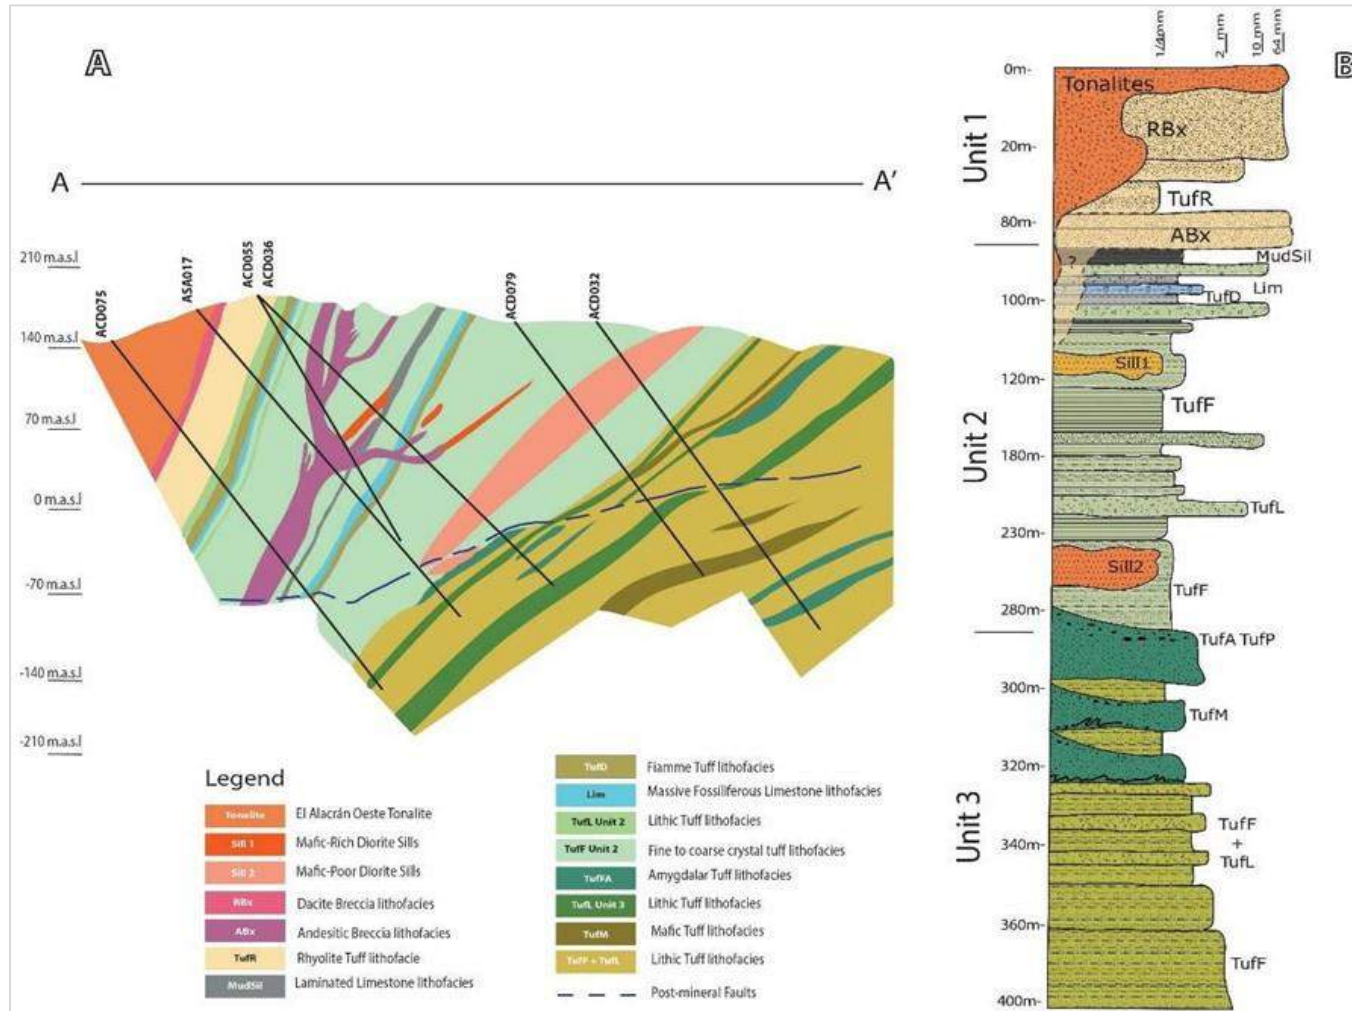 A
A
A'
210 m.a.s.l
140 m.a.s.l
70 m.a.s.l
0 m.a.s.l
-70 m.a.s.l
-140 m.a.s.l
-210 m.a.s.l
ACD075
ASA017
ACD055
ACD036
ACD079
ACD032
Legend
Tonalite El Alacrán Oeste Tonalite
Sill 1 Mafic-Rich Diorite Sills
Sill 2 Mafic-Poor Diorite Sills
RBx Dacite Breccia lithofacies
ABx Andesitic Breccia lithofacies
TufR Rhyolite Tuff lithofacie
MudSil Laminated Limestone lithofacies
TufD Fiamme Tuff lithofacies
Lim Massive Fossiliferous Limestone lithofacies
TufL Unit 2 Lithic Tuff lithofacies
TufF Unit 2 Fine to coarse crystal tuff lithofacies
TufFA Amygdalar Tuff lithofacies
TufL Unit 3 Lithic Tuff lithofacies
TufM Mafic Tuff lithofacies
TufF + TufL Lithic Tuff lithofacies
Post-mineral Faults
B
1/4mm
2 mm
10 mm
64 mm
Unit 1
Unit 2
Unit 3
0m-
20m-
80m-
100m-
120m-
180m-
230m-
280m-
300m-
320m-
340m-
360m-
400m-
Tonalites
RBx
TufR
ABx
?
MudSil
Lim
TufD
Sill1
TufF
TufL
Sill2
TufF
TufA TufP
TufM
TufF
+
TufL
TufF